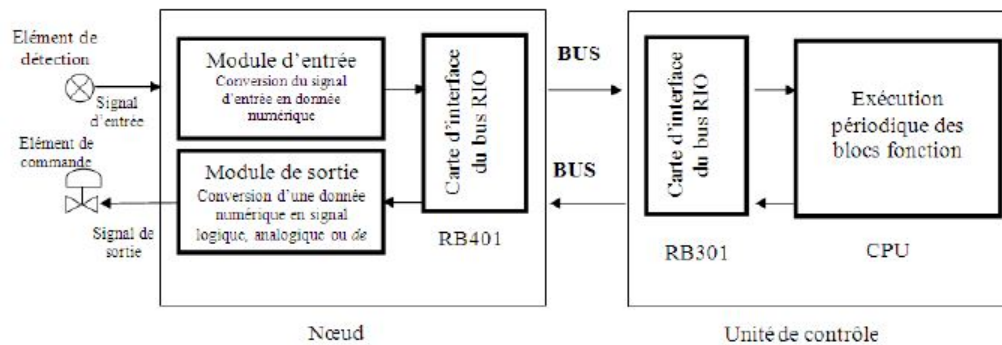 Elément de
détection
Signal
d'entrée
Elément de
commande
Signal de
sortie
Module d'entrée
Conversion du signal
d'entrée en donnée
numérique
Module de sortie
Conversion d'une donnée
numérique en signal
logique, analogique ou de
Carte d'interface
du bus RIO
RB401
Nœud
BUS
BUS
Carte d'interface
du bus RIO
RB301
Exécution
périodique des
blocs fonction
CPU
Unité de contrôle